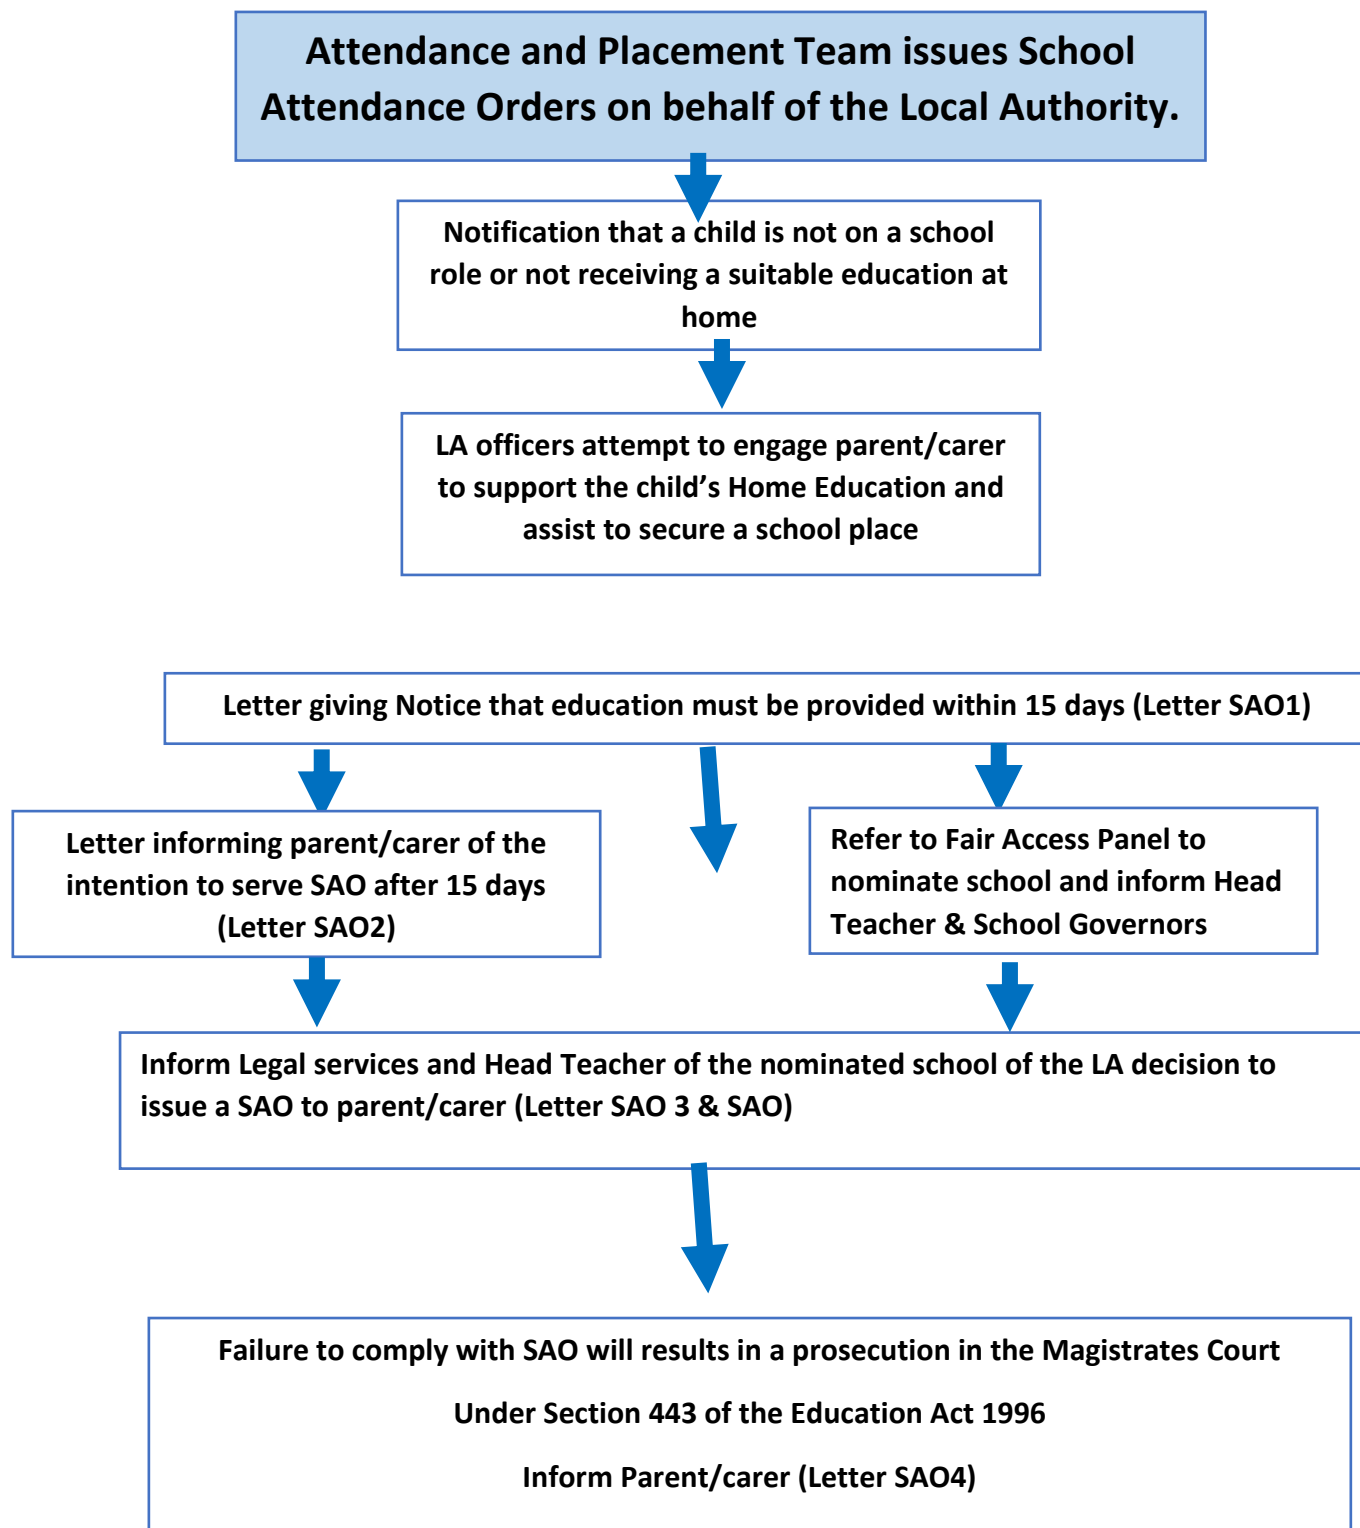 Attendance and Placement Team issues School
Attendance Orders on behalf of the Local Authority.
Notification that a child is not on a school
role or not receiving a suitable education at
home
LA officers attempt to engage parent/carer
to support the child’s Home Education and
assist to secure a school place
Letter giving Notice that education must be provided within 15 days (Letter SAO1)
Letter informing parent/carer of the
intention to serve SAO after 15 days
(Letter SAO2)
Refer to Fair Access Panel to
nominate school and inform Head
Teacher & School Governors
Inform Legal services and Head Teacher of the nominated school of the LA decision to
issue a SAO to parent/carer (Letter SAO 3 & SAO)
Failure to comply with SAO will results in a prosecution in the Magistrates Court
Under Section 443 of the Education Act 1996
Inform Parent/carer (Letter SAO4)